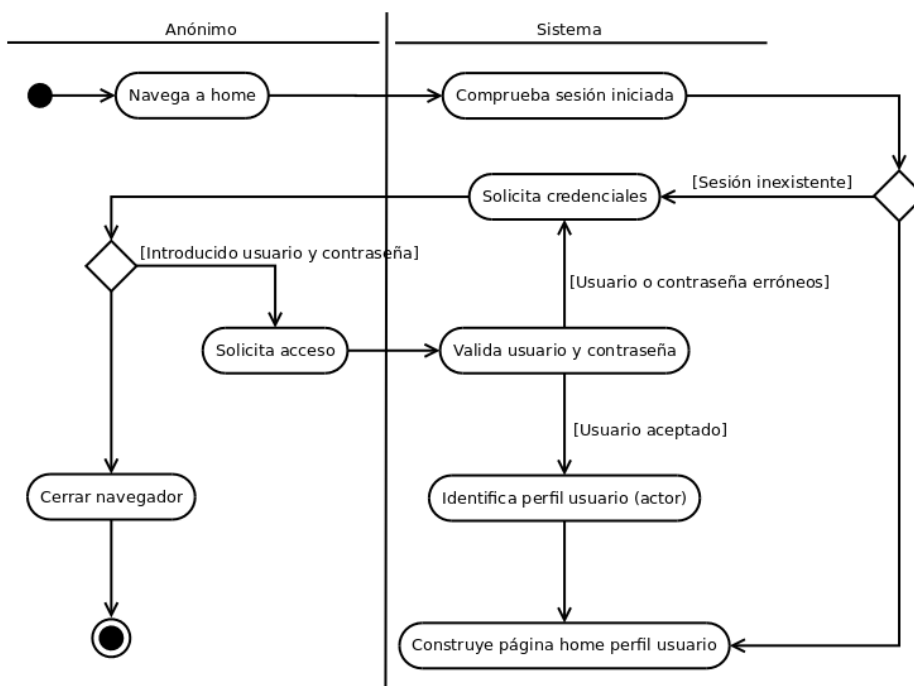 Anónimo
Sistema
Navega a home
Comprueba sesión iniciada
Solicita credenciales
[Sesión inexistente]
[Introducido usuario y contraseña]
[Usuario o contraseña erróneos]
Solicita acceso
Valida usuario y contraseña
[Usuario aceptado]
Cerrar navegador
Identifica perfil usuario (actor)
Construye página home perfil usuario